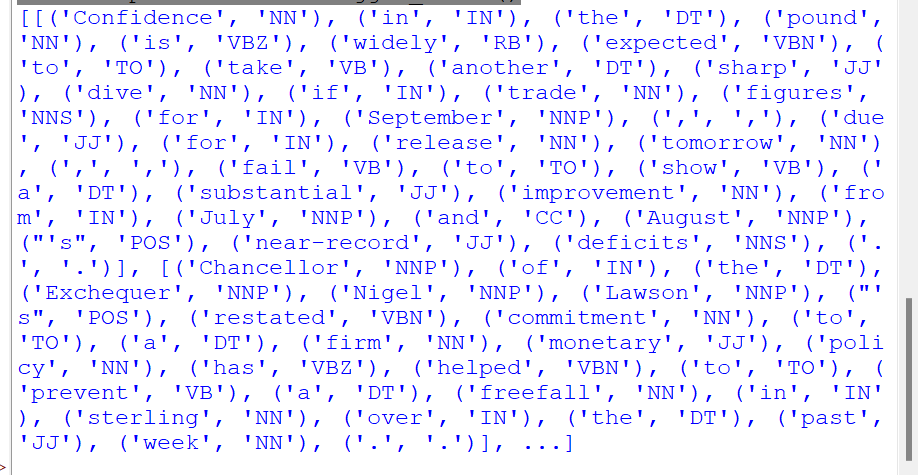 [[('Confidence', 'NN'), ('in', 'IN'), ('the', 'DT'), ('pound',
'NN'), ('is', 'VBZ'), ('widely', 'RB'), ('expected', 'VBN'), (
'to', 'TO'), ('take', 'VB'), ('another', 'DT'), ('sharp', 'JJ'
), ('dive', 'NN'), ('if', 'IN'), ('trade', 'NN'), ('figures',
'NNS'), ('for', 'IN'), ('September', 'NNP'), (',', ','), ('due
', 'JJ'), ('for', 'IN'), ('release', 'NN'), ('tomorrow', 'NN')
, (',', ','), ('fail', 'VB'), ('to', 'TO'), ('show', 'VB'), ('
a', 'DT'), ('substantial', 'JJ'), ('improvement', 'NN'), ('fro
m', 'IN'), ('July', 'NNP'), ('and', 'CC'), ('August', 'NNP'),
("'s", 'POS'), ('near-record', 'JJ'), ('deficits', 'NNS'), ('.
', '.')], [('Chancellor', 'NNP'), ('of', 'IN'), ('the', 'DT'),
('Exchequer', 'NNP'), ('Nigel', 'NNP'), ('Lawson', 'NNP'), ("'
s", 'POS'), ('restated', 'VBN'), ('commitment', 'NN'), ('to',
'TO'), ('a', 'DT'), ('firm', 'NN'), ('monetary', 'JJ'), ('poli
cy', 'NN'), ('has', 'VBZ'), ('helped', 'VBN'), ('to', 'TO'), (
'prevent', 'VB'), ('a', 'DT'), ('freefall', 'NN'), ('in', 'IN'
), ('sterling', 'NN'), ('over', 'IN'), ('the', 'DT'), ('past',
'JJ'), ('week', 'NN'), ('.', '.')], ...]